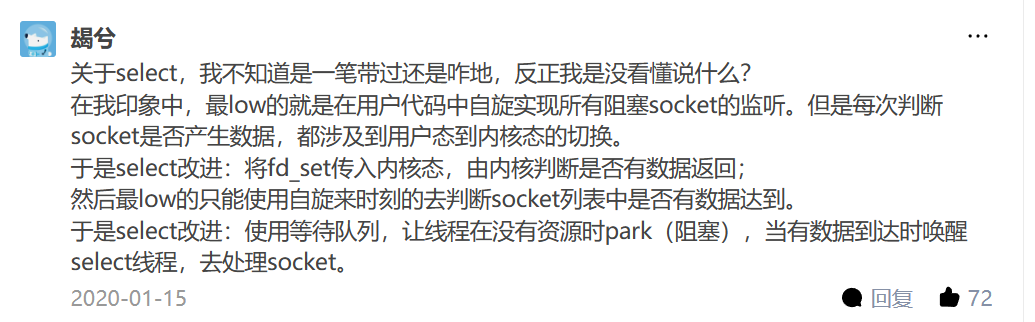 朅兮
关于select，我不知道是一笔带过还是咋地，反正我是没看懂说什么？
在我印象中，最low的就是在用户代码中自旋实现所有阻塞socket的监听。但是每次判断
socket是否产生数据，都涉及到用户态到内核态的切换。
于是select改进：将fd_set传入内核态，由内核判断是否有数据返回；
然后最low的只能使用自旋来时刻的去判断socket列表中是否有数据达到。
于是select改进：使用等待队列，让线程在没有资源时park（阻塞），当有数据到达时唤醒
select线程，去处理socket。
2020-01-15
回复 72